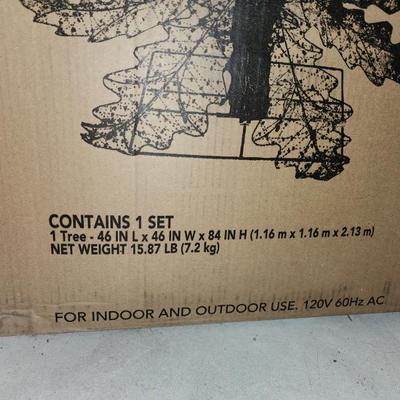 CONTAINS 1 SET
1 Tree - 46 IN L x 46 IN W x 84 IN H (1.16 m x 1.16 m x 2.13 m)
NET WEIGHT 15.87 LB (7.2 kg)
FOR INDOOR AND OUTDOOR USE. 120V 60Hz AC